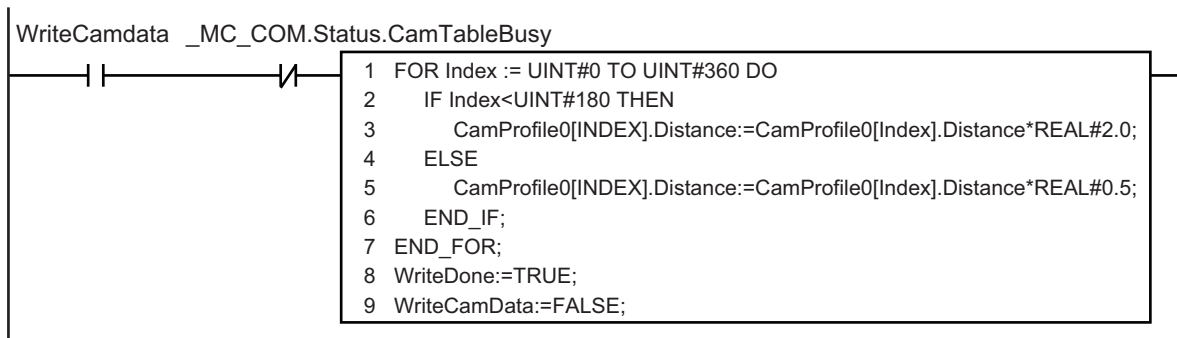 WriteCamdata _MC_COM.Status.CamTableBusy
1 FOR Index := UINT#0 TO UINT#360 DO
2 IF Index<UINT#180 THEN
3 CamProfile0[INDEX].Distance:=CamProfile0[Index].Distance*REAL#2.0;
4 ELSE
5 CamProfile0[INDEX].Distance:=CamProfile0[Index].Distance*REAL#0.5;
6 END_IF;
7 END_FOR;
8 WriteDone:=TRUE;
9 WriteCamData:=FALSE;